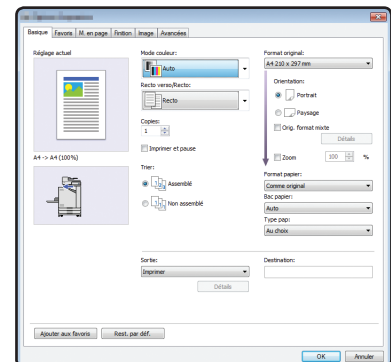 Basique Favoris M. en page Finition Image Avancées
Réglage actuel
A4 -> A4 (100%)
Mode couleur:
Auto
Recto verso/Recto:
Recto
Copies:
1
Imprimer et pause
Trier:
Assemblé
Non assemblé
Format original:
A4 210 x 297 mm
Orientation:
Portrait
Paysage
Orig. format mixte
Détails
Zoom 100 %
Format papier:
Comme original
Bac papier:
Auto
Type pap:
Au choix
Sortie:
Imprimer
Détails
Destination:
Ajouter aux favoris Rest. par déf.
OK Annuler